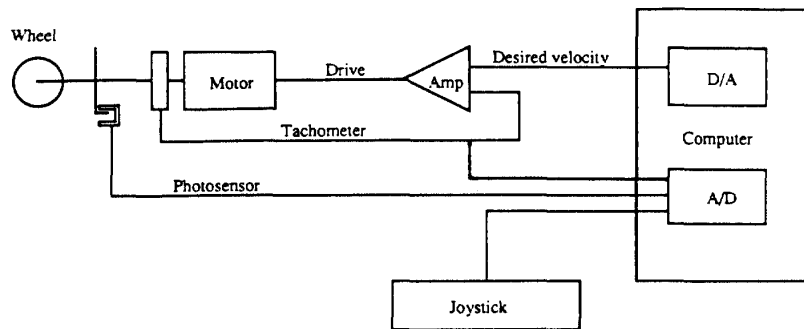 Wheel
Motor
Drive
Amp
Desired velocity
D/A
Tachometer
Computer
Photosensor
A/D
Joystick